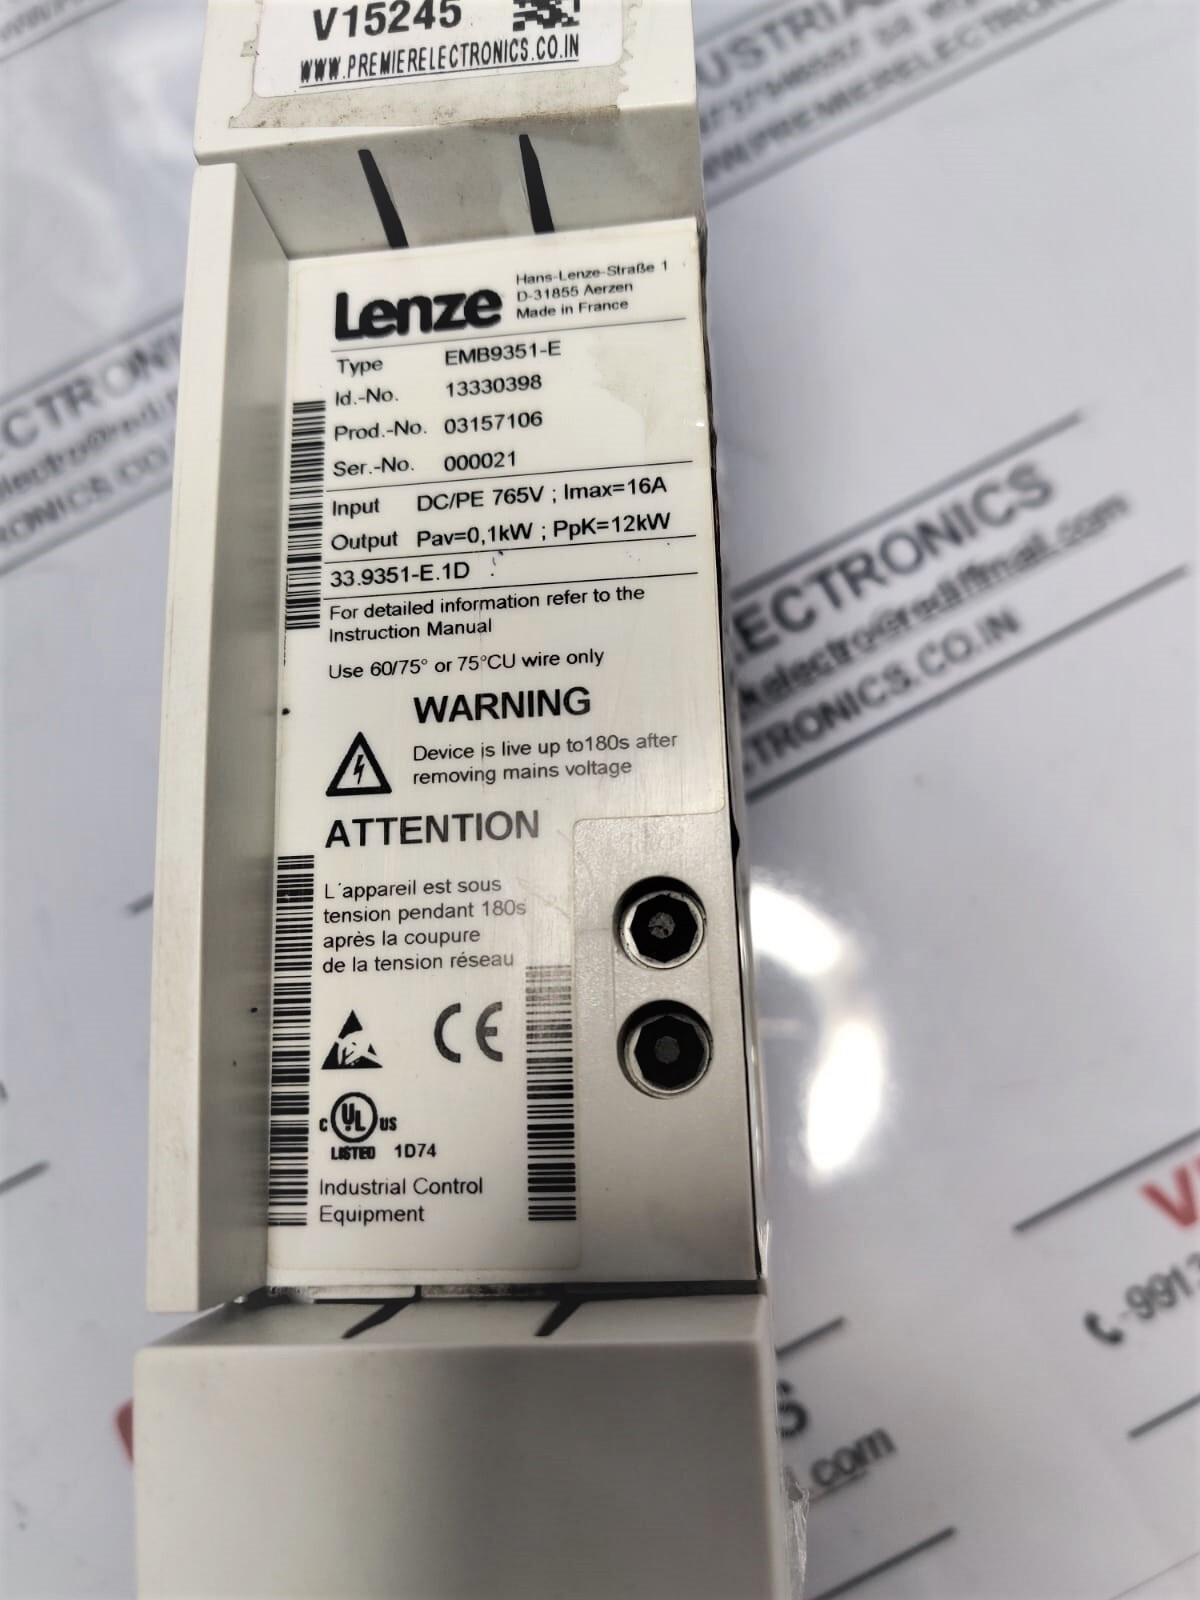 V15245
WWW.PREMIERELECTRONICS.CO.IN
Lenze
Hans-Lenze-Straße 1
D-31855 Aerzen
Made in France
Type EMB9351-E
Id.-No. 13330398
Prod.-No. 03157106
Ser.-No. 000021
Input DC/PE 765V ; Imax=16A
Output Pav=0,1kW ; PpK=12kW
33.9351-E.1D
For detailed information refer to the
Instruction Manual
Use 60/75° or 75°CU wire only
WARNING
Device is live up to180s after
removing mains voltage
ATTENTION
L´appareil est sous
tension pendant 180s
après la coupure
de la tension réseau
CE
c UL us
LISTED 1D74
Industrial Control
Equipment
ECTRONICS
kelectro@rediffmail.com
TRONICS.CO.IN